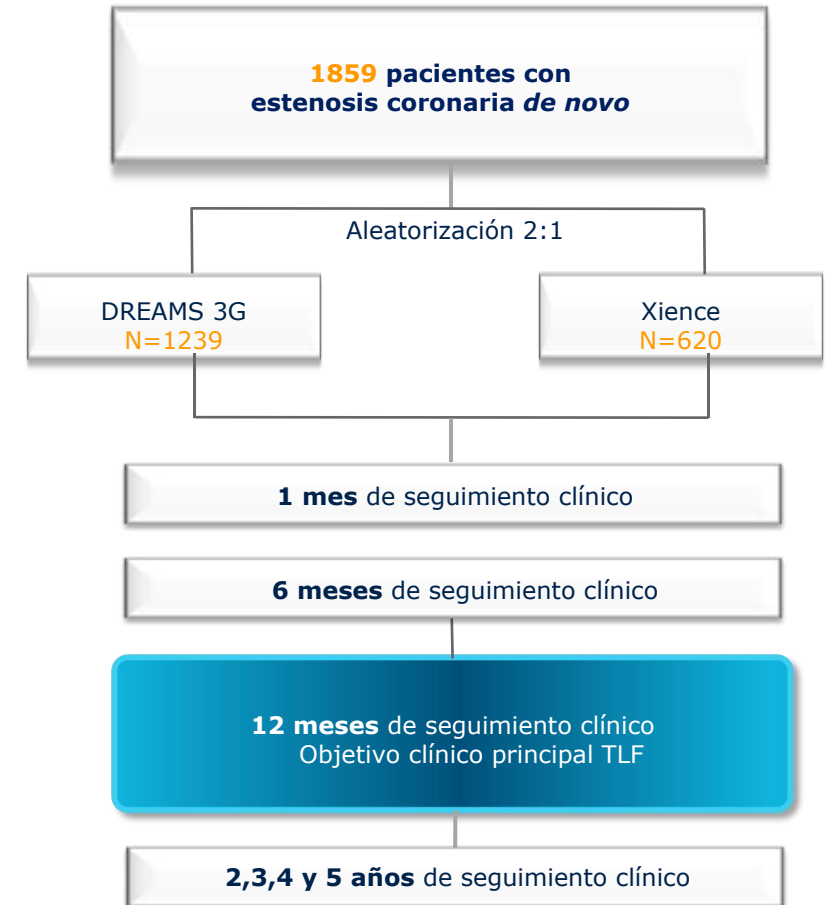 1859 pacientes con
estenosis coronaria de novo
Aleatorización 2:1
DREAMS 3G
N=1239
Xience
N=620
1 mes de seguimiento clínico
6 meses de seguimiento clínico
12 meses de seguimiento clínico
Objetivo clínico principal TLF
2,3,4 y 5 años de seguimiento clínico